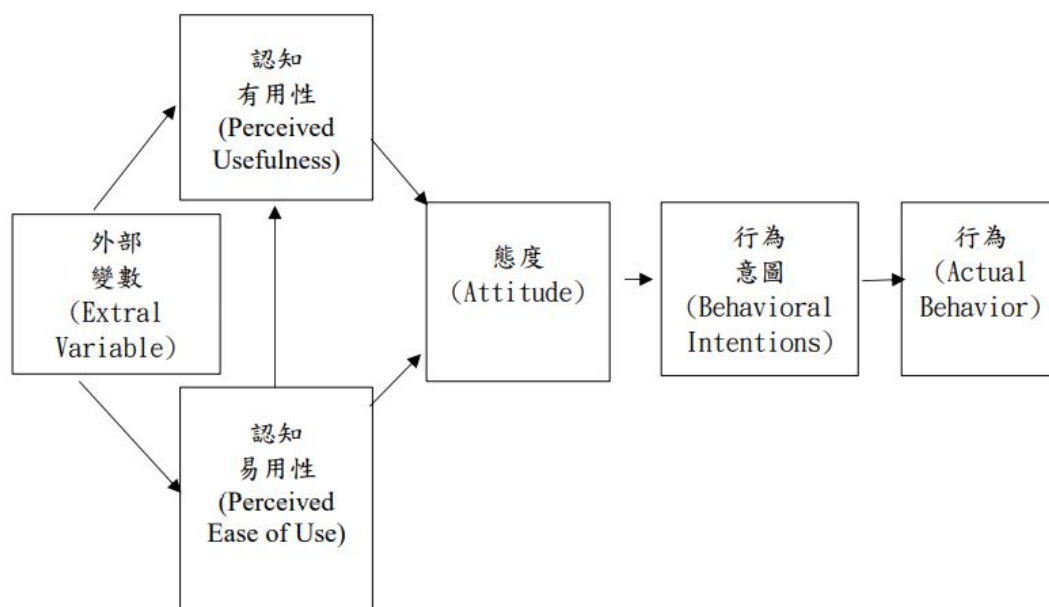 認知
有用性
(Perceived
Usefulness)
外部
變數
(Extral
Variable)
認知
易用性
(Perceived
Ease of Use)
態度
(Attitude)
行為
意圖
(Behavioral
Intentions)
行為
(Actual
Behavior)